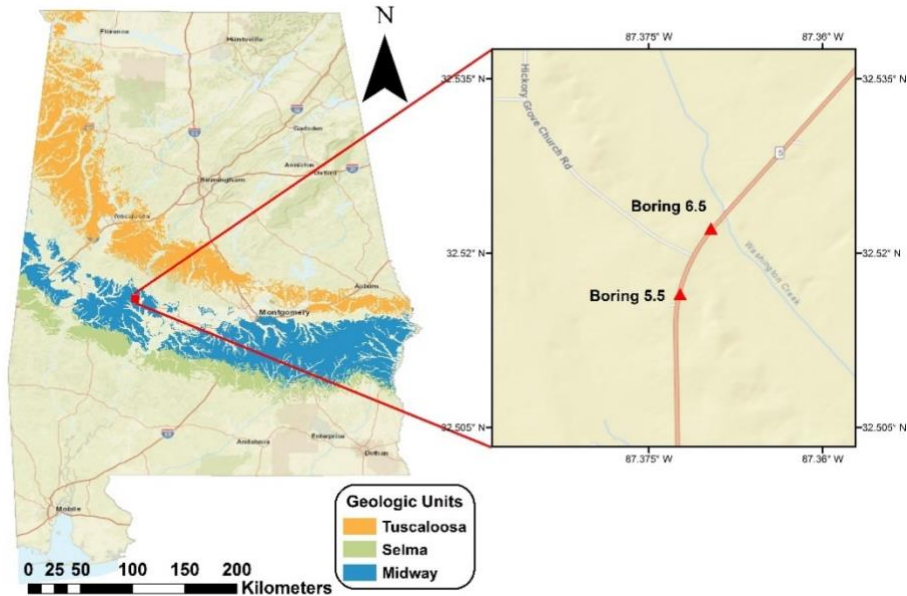 N
Florence
Huntsville
Gadsden
Anniston
Oxford
Birmingham
Tuscaloosa
Auburn
Montgomery
Andalusia
Enterprise
Dothan
Mobile
0 25 50 100 150 200
Kilometers
Geologic Units
Tuscaloosa
Selma
Midway
87.375° W 87.36° W
32.535° N 32.535° N
Hickory Grove Church Rd
5
Boring 6.5
32.52° N 32.52° N
Washington Creek
Boring 5.5
32.505° N 32.505° N
87.375° W 87.36° W